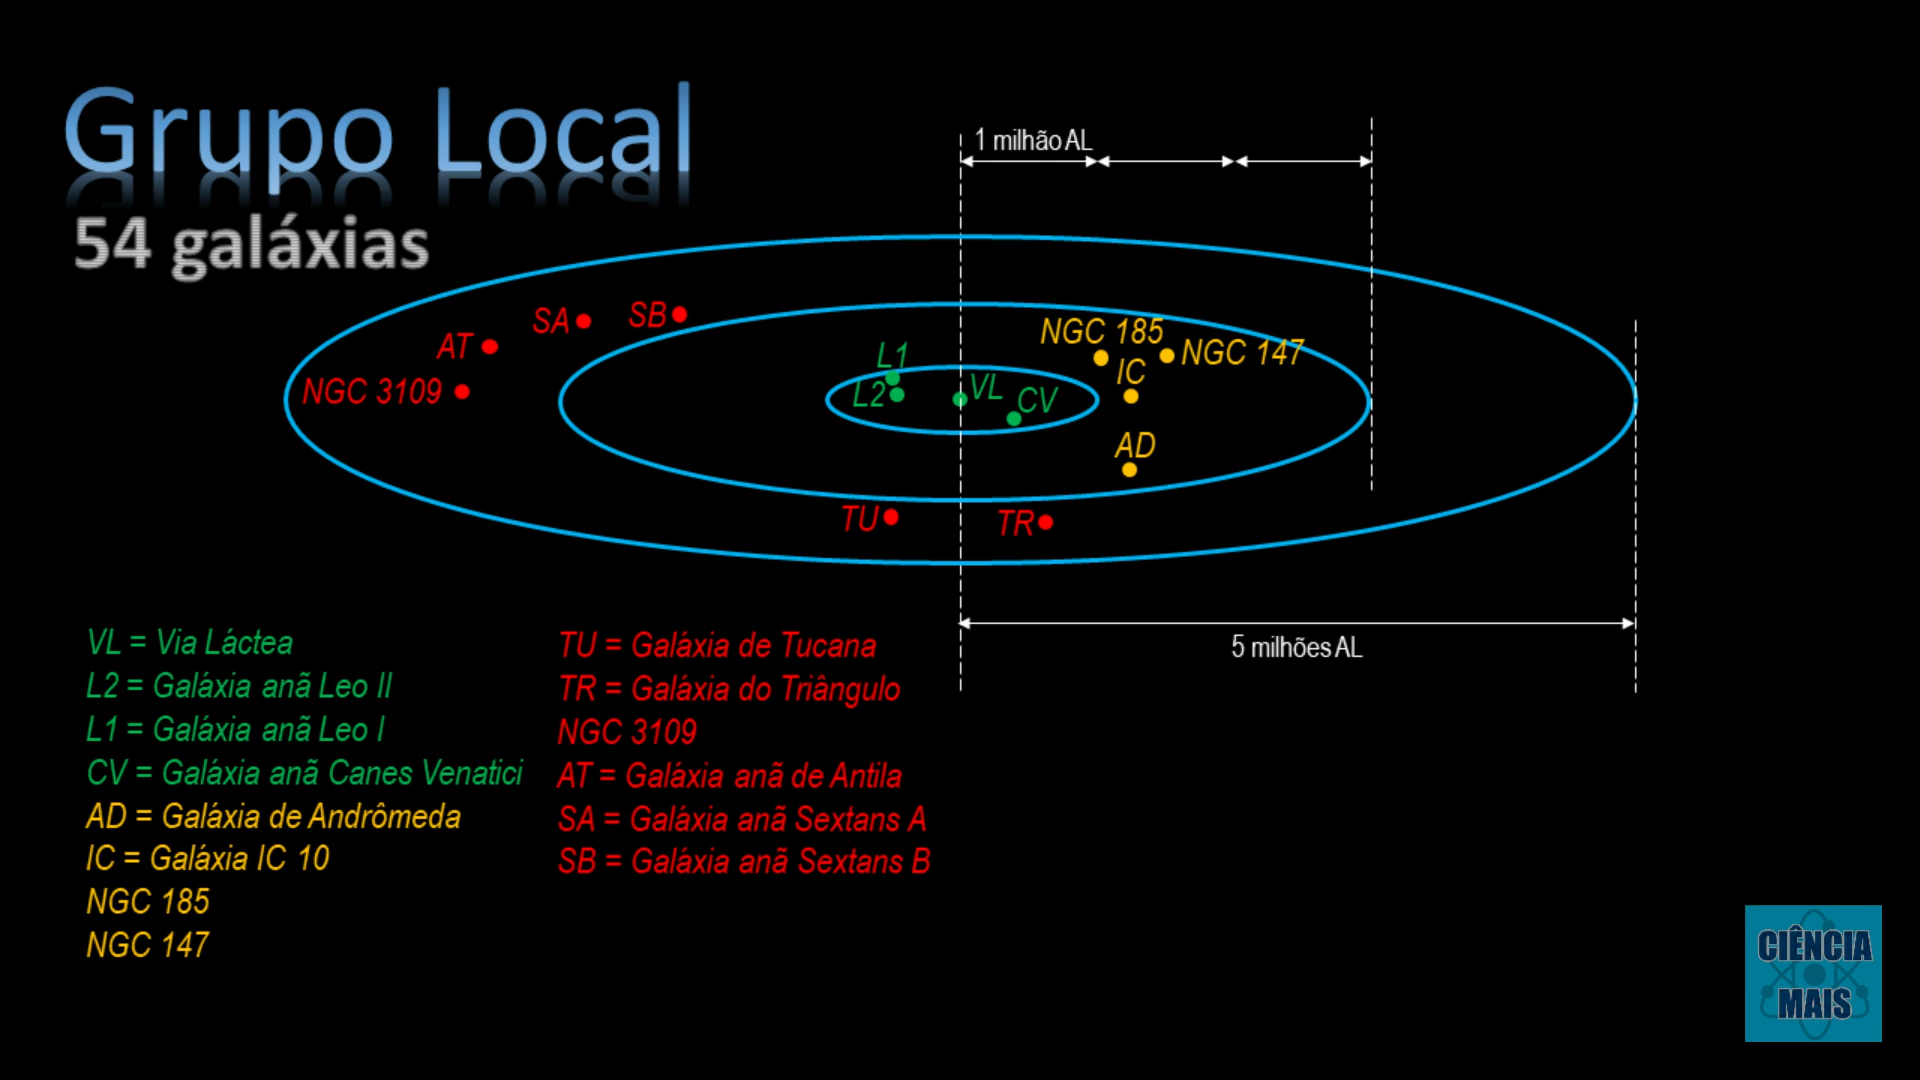 Grupo Local
54 galáxias
1 milhão AL
SA
SB
AT
NGC 3109
L1
L2
VL
CV
NGC 185
NGC 147
IC
AD
TU
TR
5 milhões AL
VL = Via Láctea
L2 = Galáxia anã Leo II
L1 = Galáxia anã Leo I
CV = Galáxia anã Canes Venatici
AD = Galáxia de Andrômeda
IC = Galáxia IC 10
NGC 185
NGC 147
TU = Galáxia de Tucana
TR = Galáxia do Triângulo
NGC 3109
AT = Galáxia anã de Antila
SA = Galáxia anã Sextans A
SB = Galáxia anã Sextans B
CIÊNCIA
MAIS